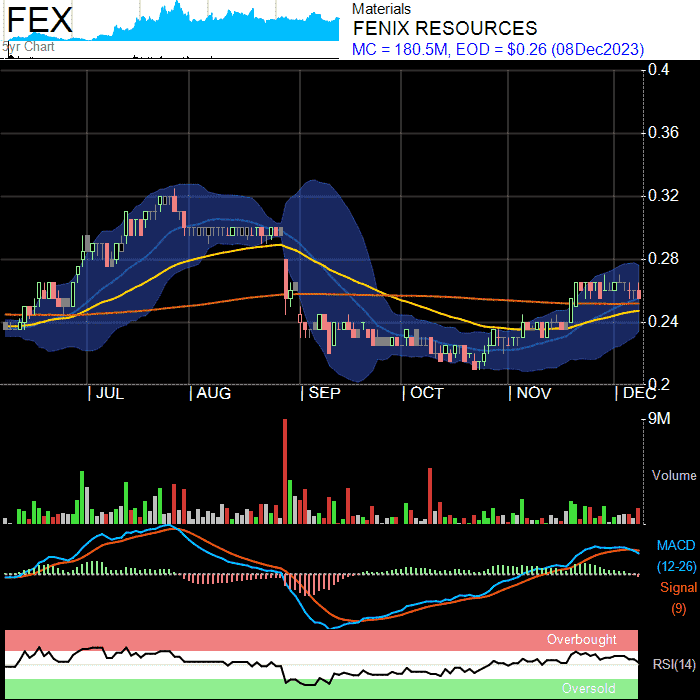 FEX
5yr Chart
Materials
FENIX RESOURCES
MC = 180.5M, EOD = $0.26 (08Dec2023)
0.4
0.36
0.32
0.28
0.24
0.2
JUL
AUG
SEP
OCT
NOV
DEC
9M
Volume
MACD
(12-26)
Signal
(9)
Overbought
RSI(14)
Oversold